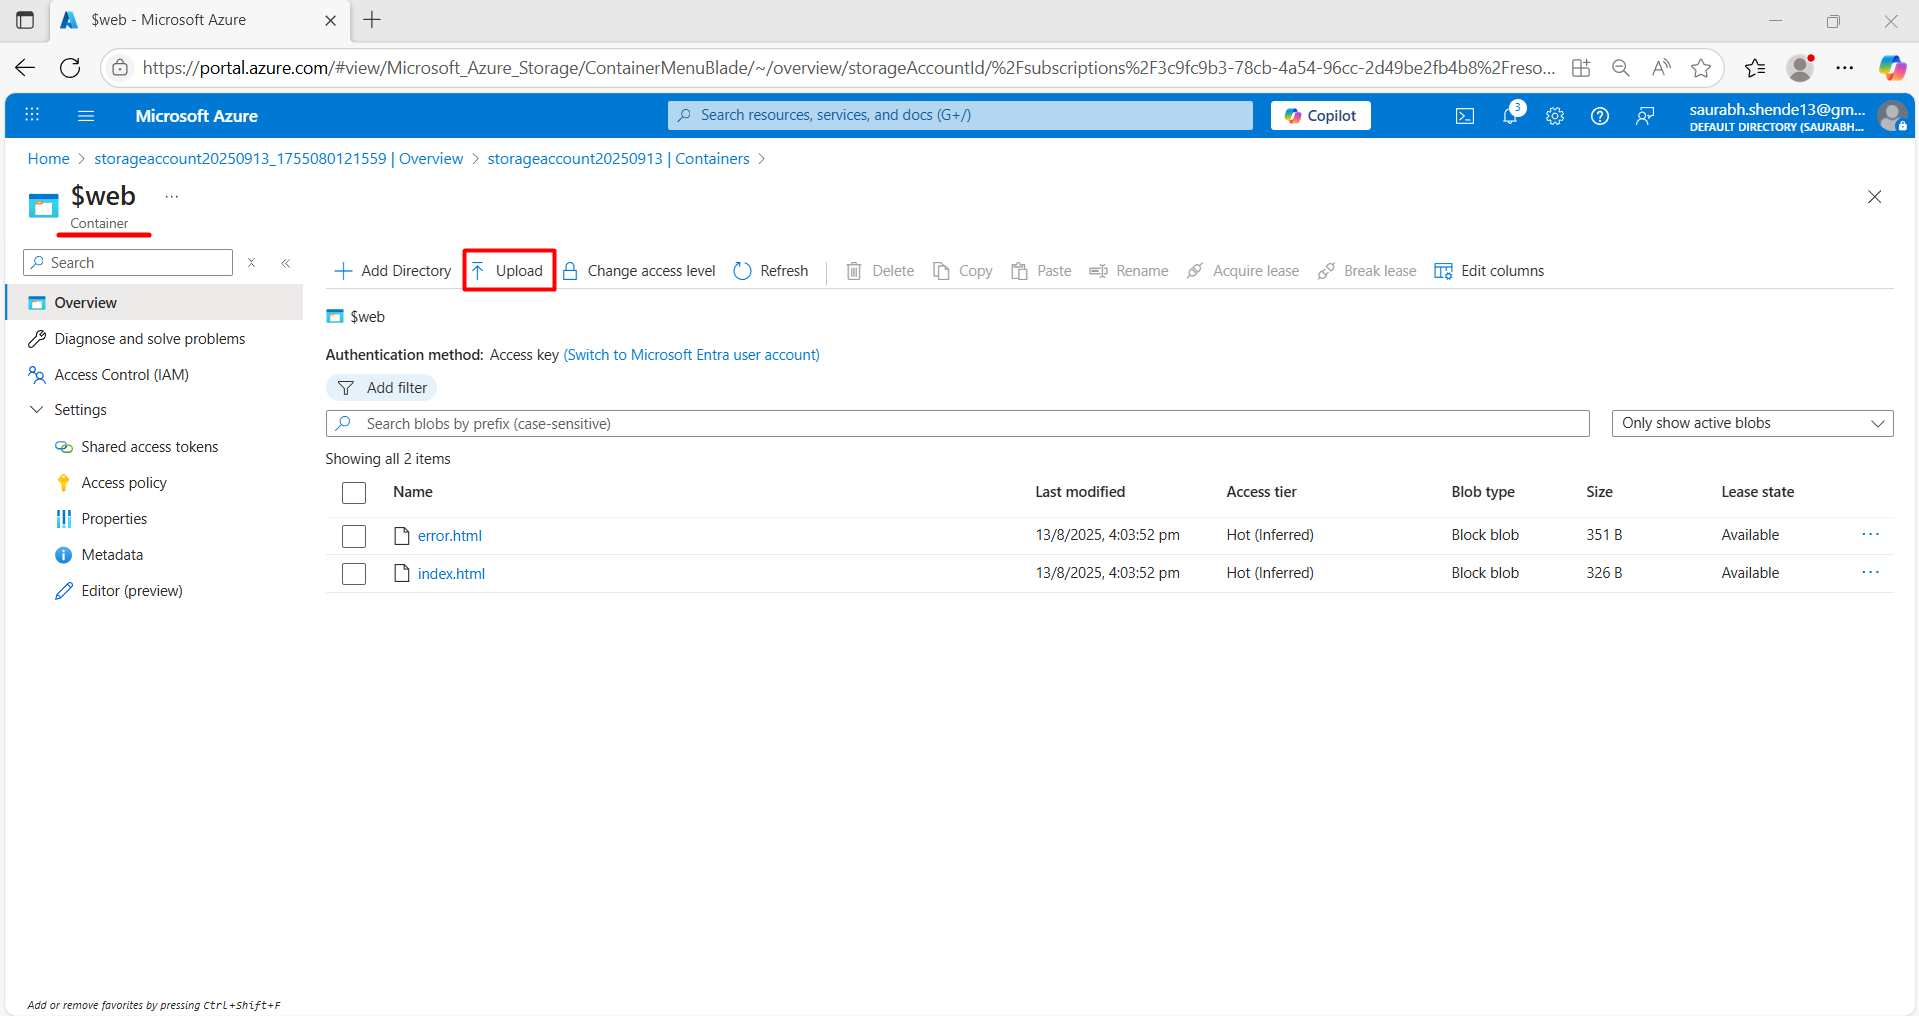 $web - Microsoft Azure
https://portal.azure.com/#view/Microsoft_Azure_Storage/ContainerMenuBlade/~/overview/storageAccountId/%2Fsubscriptions%2F3c9fc9b3-78cb-4a54-96cc-2d49be2fb4b8%2Freso...
Microsoft Azure
Search resources, services, and docs (G+/)
Copilot
3
saurabh.shende13@gm...
DEFAULT DIRECTORY (SAURABH...
Home > storageaccount20250913_1755080121559 | Overview > storageaccount20250913 | Containers >
$web ...
Container
Search
Add Directory Upload Change access level Refresh Delete Copy Paste Rename Acquire lease Break lease Edit columns
Overview
Diagnose and solve problems
Access Control (IAM)
Settings
Shared access tokens
Access policy
Properties
Metadata
Editor (preview)
$web
Authentication method: Access key (Switch to Microsoft Entra user account)
Add filter
Search blobs by prefix (case-sensitive)
Only show active blobs
Showing all 2 items
Name Last modified Access tier Blob type Size Lease state
error.html 13/8/2025, 4:03:52 pm Hot (Inferred) Block blob 351 B Available ...
index.html 13/8/2025, 4:03:52 pm Hot (Inferred) Block blob 326 B Available ...
Add or remove favorites by pressing Ctrl+Shift+F